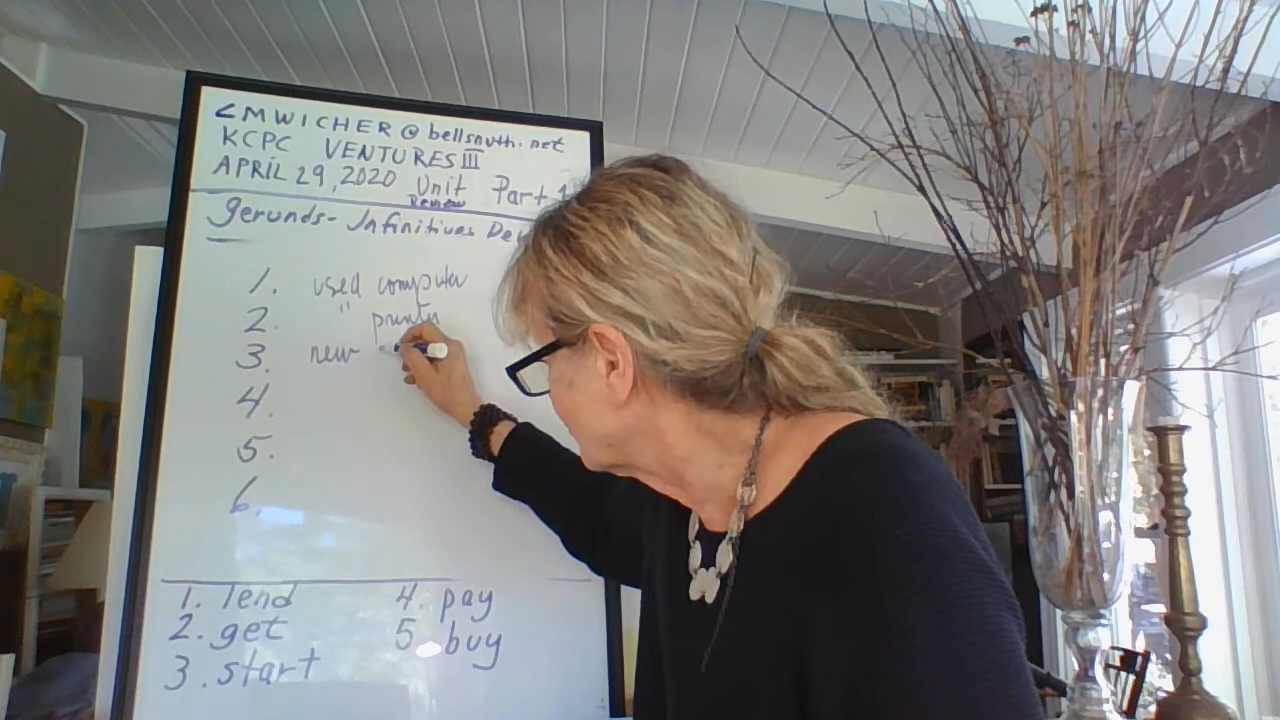 CMWICHER@bellsouth.net
KCPC VENTURES III
APRIL 29, 2020 Unit Review Part 1
gerunds- Infinitives
1. used computer
2. " printer
3. new
4.
5.
6.
1. lend 4. pay
2. get 5. buy
3. start